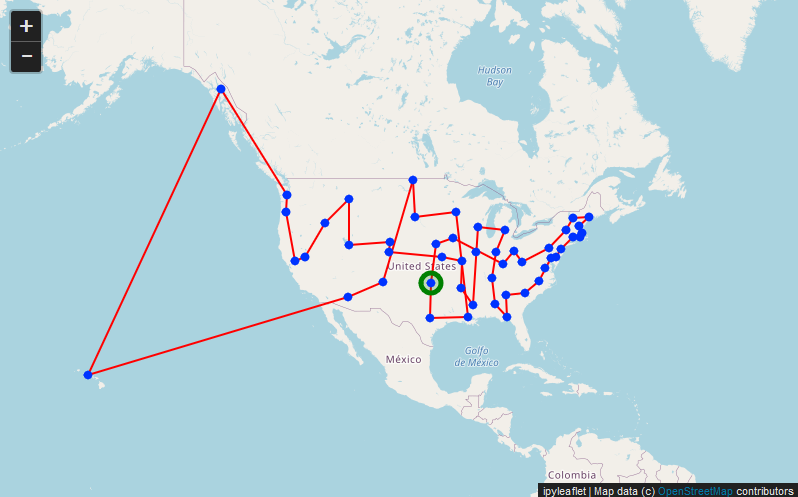 +
−
Hudson
Bay
United States
México
Golfo
de México
Colombia
ipyleaflet | Map data (c) OpenStreetMap contributors